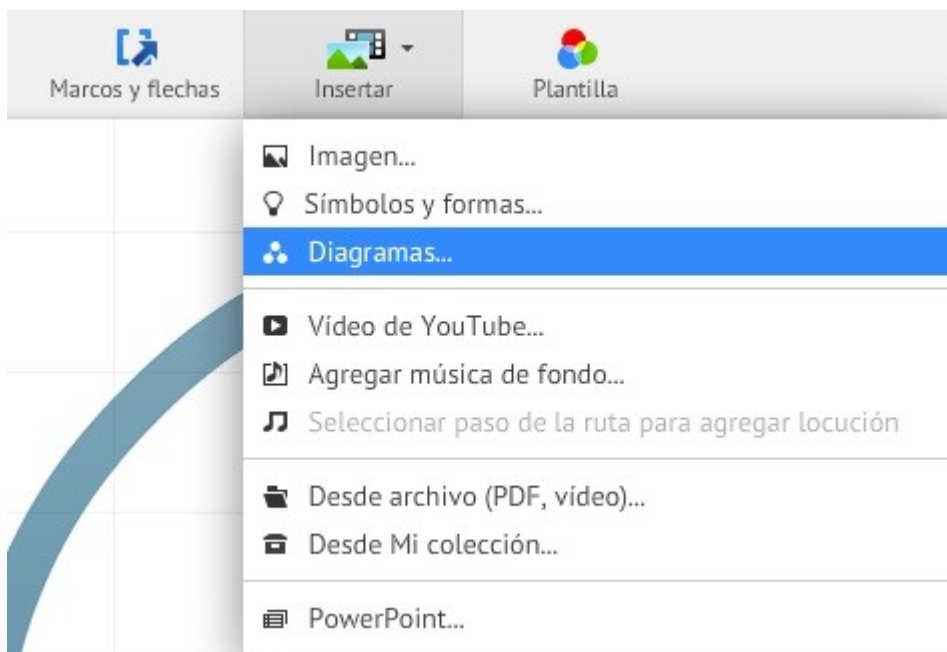 Marcos y flechas
Insertar
Plantilla
Imagen...
Símbolos y formas...
Diagramas...
Vídeo de YouTube...
Agregar música de fondo...
Seleccionar paso de la ruta para agregar locución
Desde archivo (PDF, vídeo)...
Desde Mi colección...
PowerPoint...